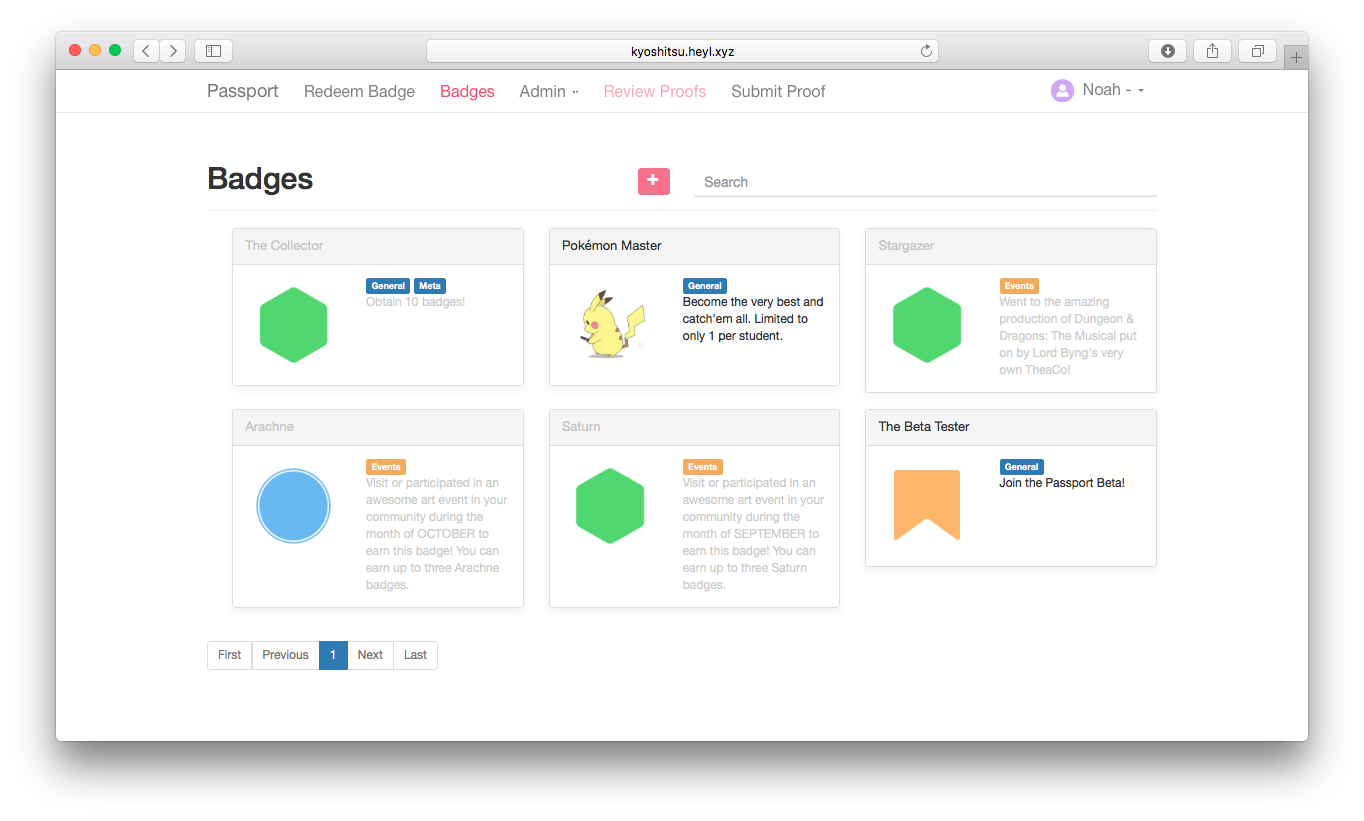 kyoshitsu.heyl.xyz
Passport Redeem Badge Badges Admin Review Proofs Submit Proof Noah -
Badges
+
Search
The Collector
General Meta
Obtain 10 badges!
Pokémon Master
General
Become the very best and
catch'em all. Limited to
only 1 per student.
Stargazer
Events
Went to the amazing
production of Dungeon &
Dragons: The Musical put
on by Lord Byng's very
own TheaCo!
Arachne
Events
Visit or participated in an
awesome art event in your
community during the
month of OCTOBER to
earn this badge! You can
earn up to three Arachne
badges.
Saturn
Events
Visit or participated in an
awesome art event in your
community during the
month of SEPTEMBER to
earn this badge! You can
earn up to three Saturn
badges.
The Beta Tester
General
Join the Passport Beta!
First Previous 1 Next Last